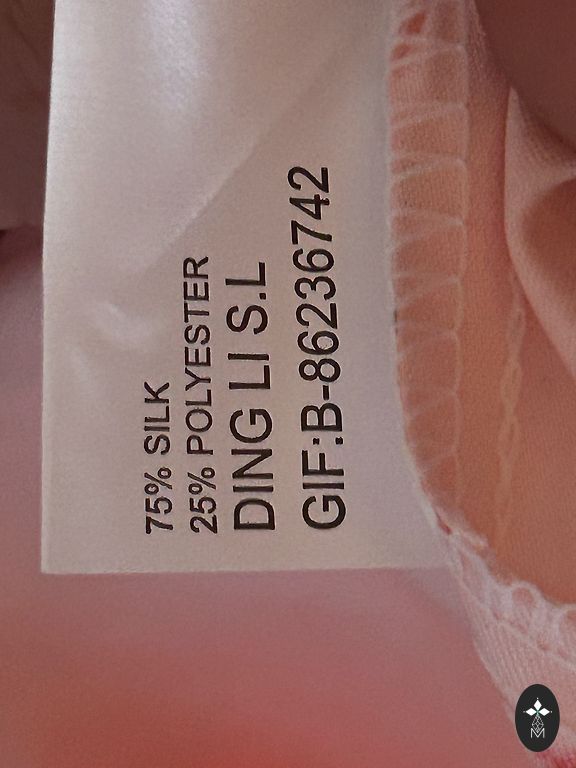 75% SILK
25% POLYESTER
DING LI S.L
GIF:B-86236742
M